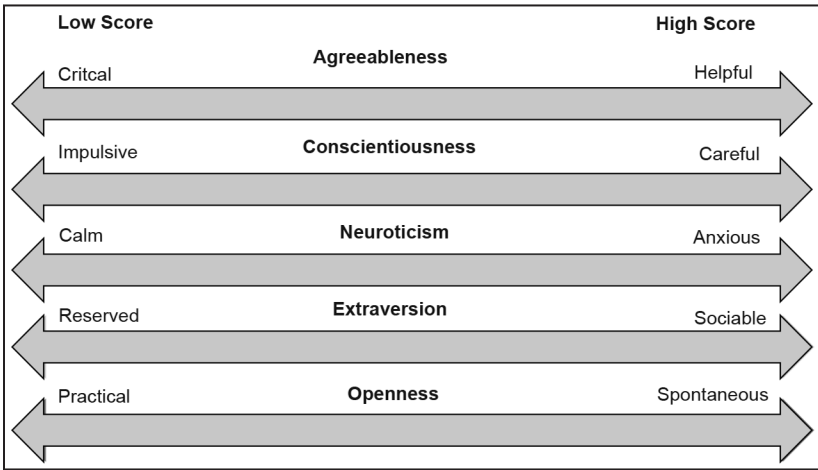 Low Score
High Score
Agreeableness
Critcal
Helpful
Conscientiousness
Impulsive
Careful
Neuroticism
Calm
Anxious
Extraversion
Reserved
Sociable
Openness
Practical
Spontaneous